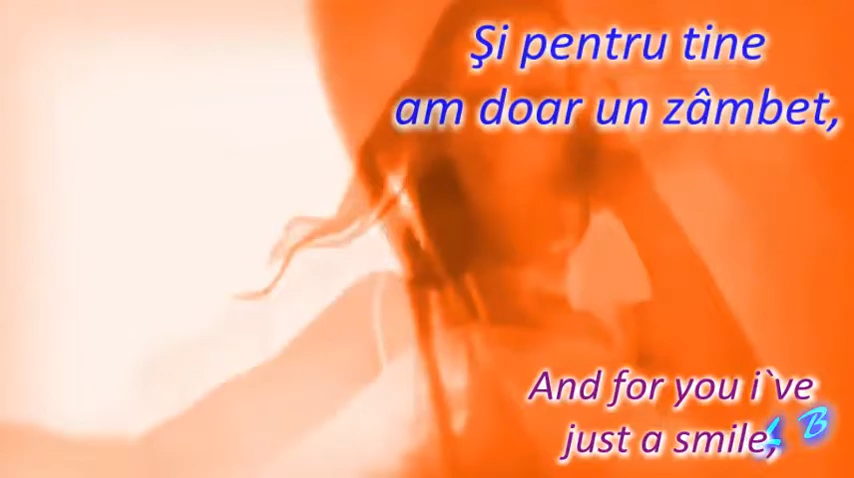 Şi pentru tine
am doar un zâmbet,
And for you i`ve
just a smile,
L B